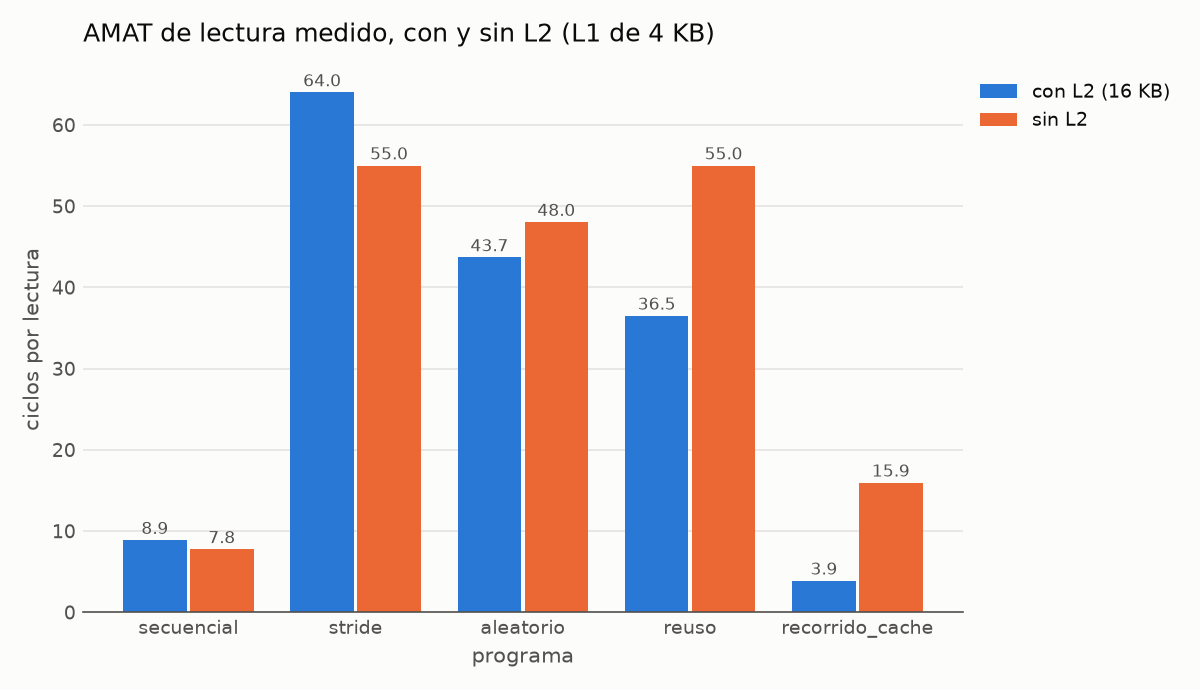 AMAT de lectura medido, con y sin L2 (L1 de 4 KB)
con L2 (16 KB)
sin L2
ciclos por lectura
60
50
40
30
20
10
0
64.0
55.0
43.7
48.0
36.5
55.0
8.9
7.8
3.9
15.9
secuencial
stride
aleatorio
reuso
recorrido_cache
programa